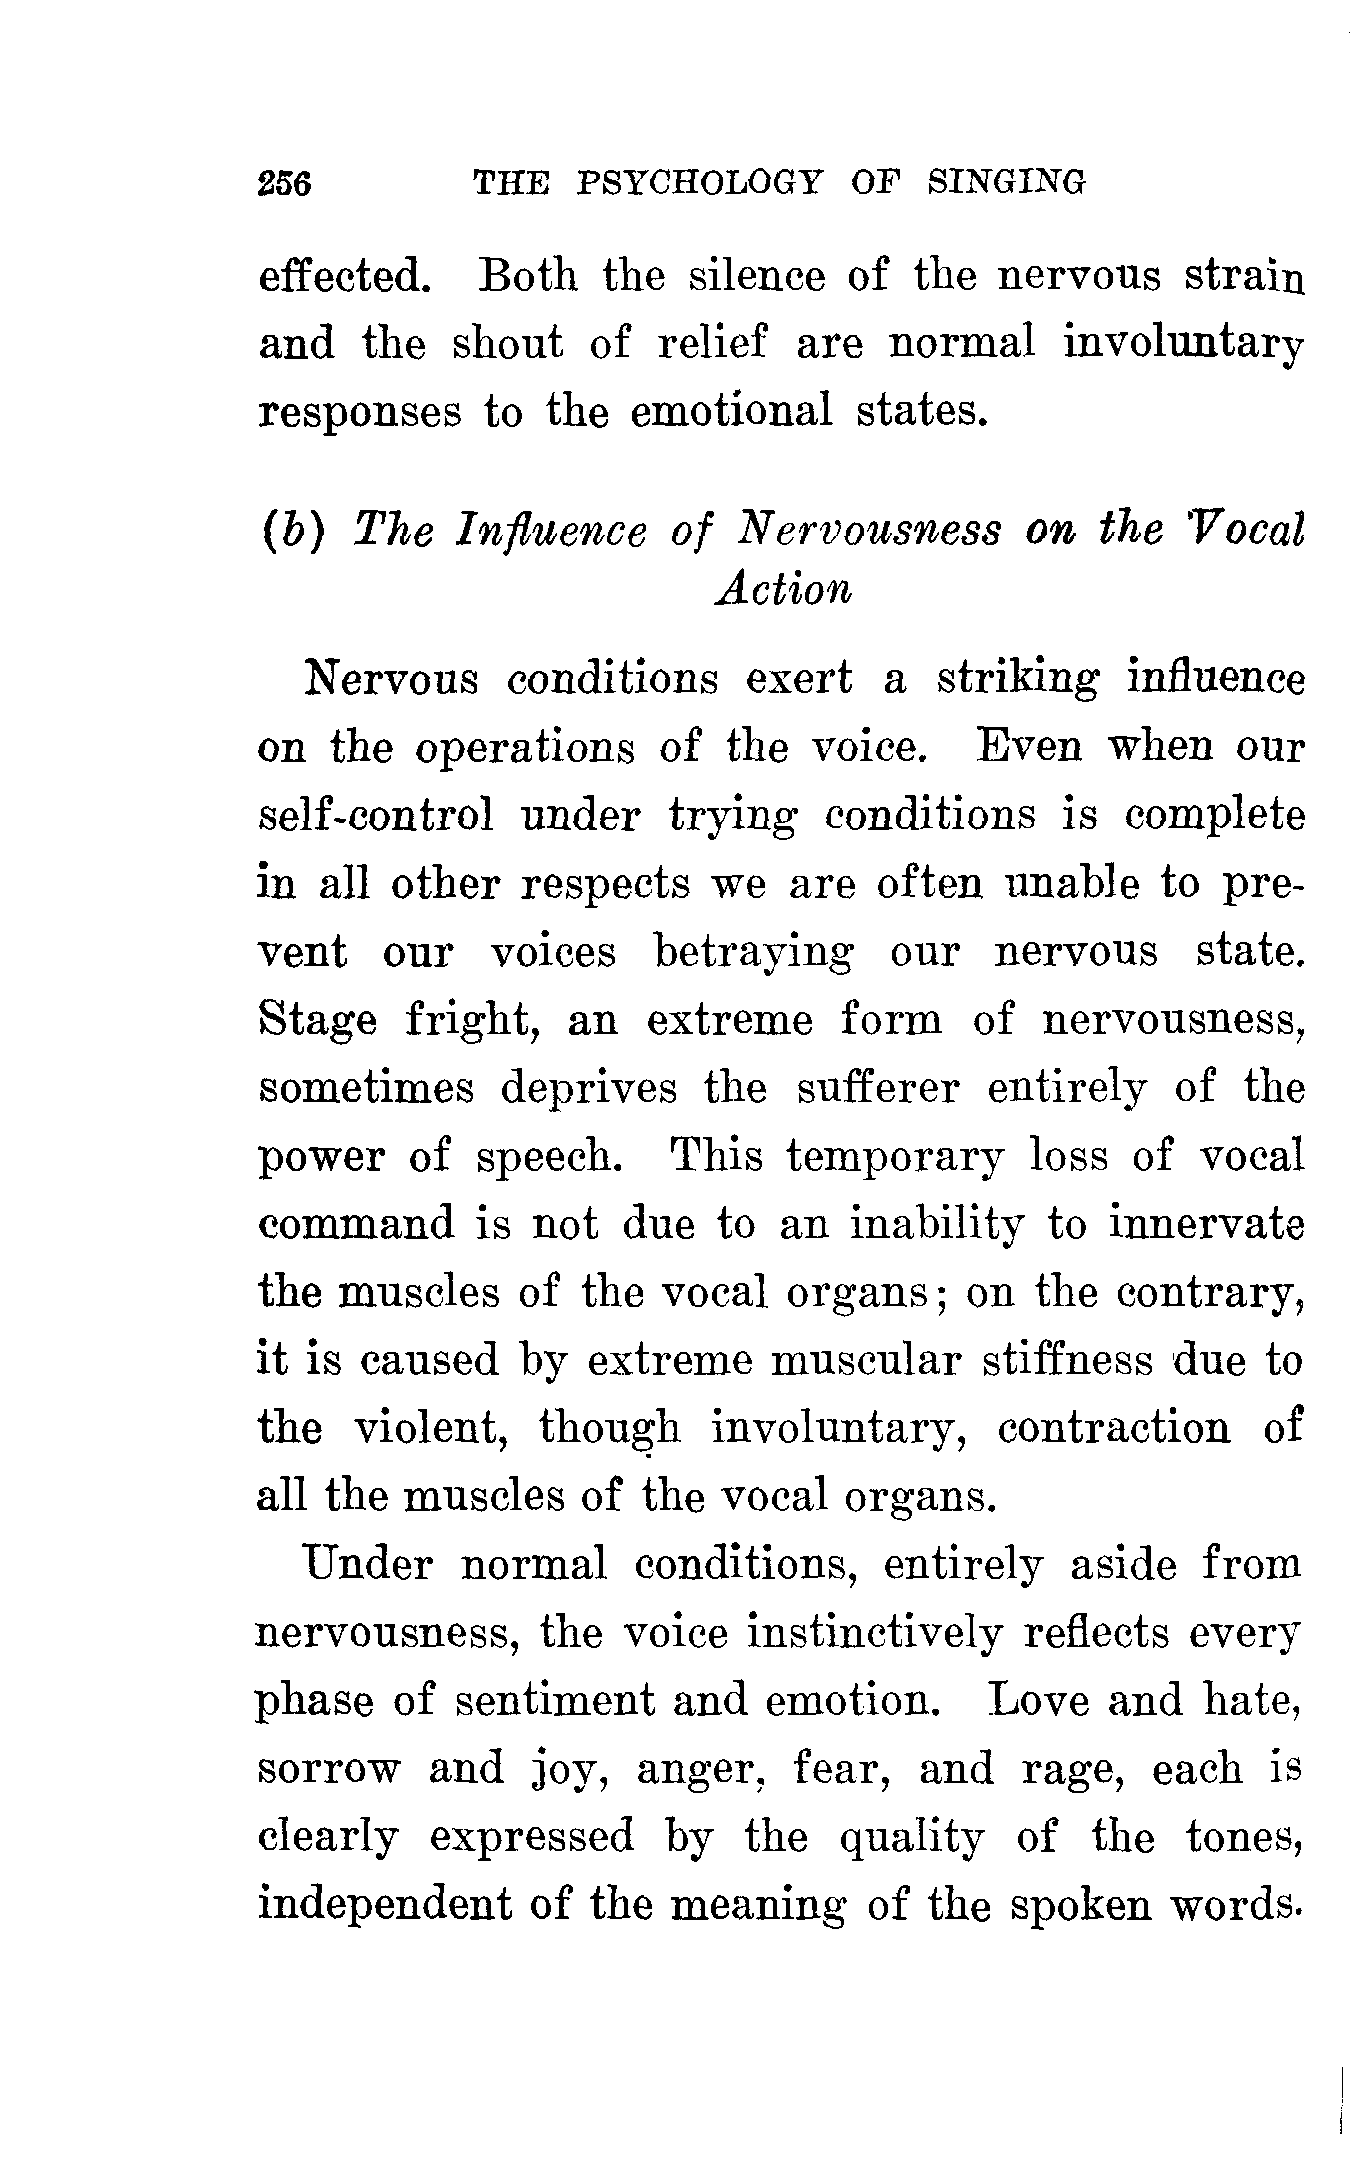 256 THE PSYCHOLOGY OF SINGING
effected. Both the silence of the nervous strain
and the shout of relief are normal involuntary
responses to the emotional states.
(b) The Influence of Nervousness on the Vocal
Action
Nervous conditions exert a striking influence
on the operations of the voice. Even when our
self-control under trying conditions is complete
in all other respects we are often unable to pre-
vent our voices betraying our nervous state.
Stage fright, an extreme form of nervousness,
sometimes deprives the sufferer entirely of the
power of speech. This temporary loss of vocal
command is not due to an inability to innervate
the muscles of the vocal organs; on the contrary,
it is caused by extreme muscular stiffness due to
the violent, though involuntary, contraction of
all the muscles of the vocal organs.
Under normal conditions, entirely aside from
nervousness, the voice instinctively reflects every
phase of sentiment and emotion. Love and hate,
sorrow and joy, anger, fear, and rage, each is
clearly expressed by the quality of the tones,
independent of the meaning of the spoken words.